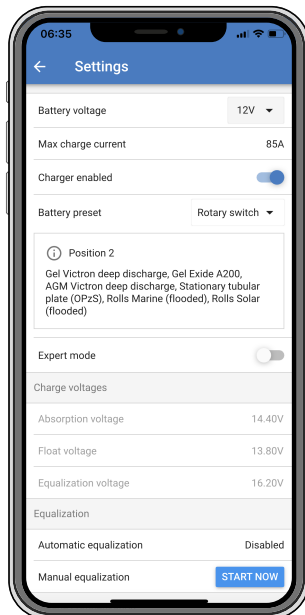 06:35
Settings
Battery voltage 12V
Max charge current 85A
Charger enabled
Battery preset Rotary switch
Position 2
Gel Victron deep discharge, Gel Exide A200,
AGM Victron deep discharge, Stationary tubular
plate (OPzS), Rolls Marine (flooded), Rolls Solar
(flooded)
Expert mode
Charge voltages
Absorption voltage 14.40V
Float voltage 13.80V
Equalization voltage 16.20V
Equalization
Automatic equalization Disabled
Manual equalization START NOW